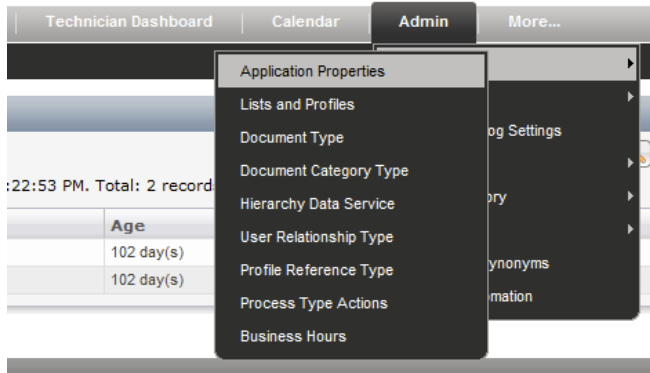 Technician Dashboard Calendar Admin More...
Application Properties
Lists and Profiles
Document Type
og Settings
Document Category Type
:22:53 PM. Total: 2 record
Hierarchy Data Service
ory
Age
User Relationship Type
102 day(s)
ynonyms
Profile Reference Type
102 day(s)
mation
Process Type Actions
Business Hours